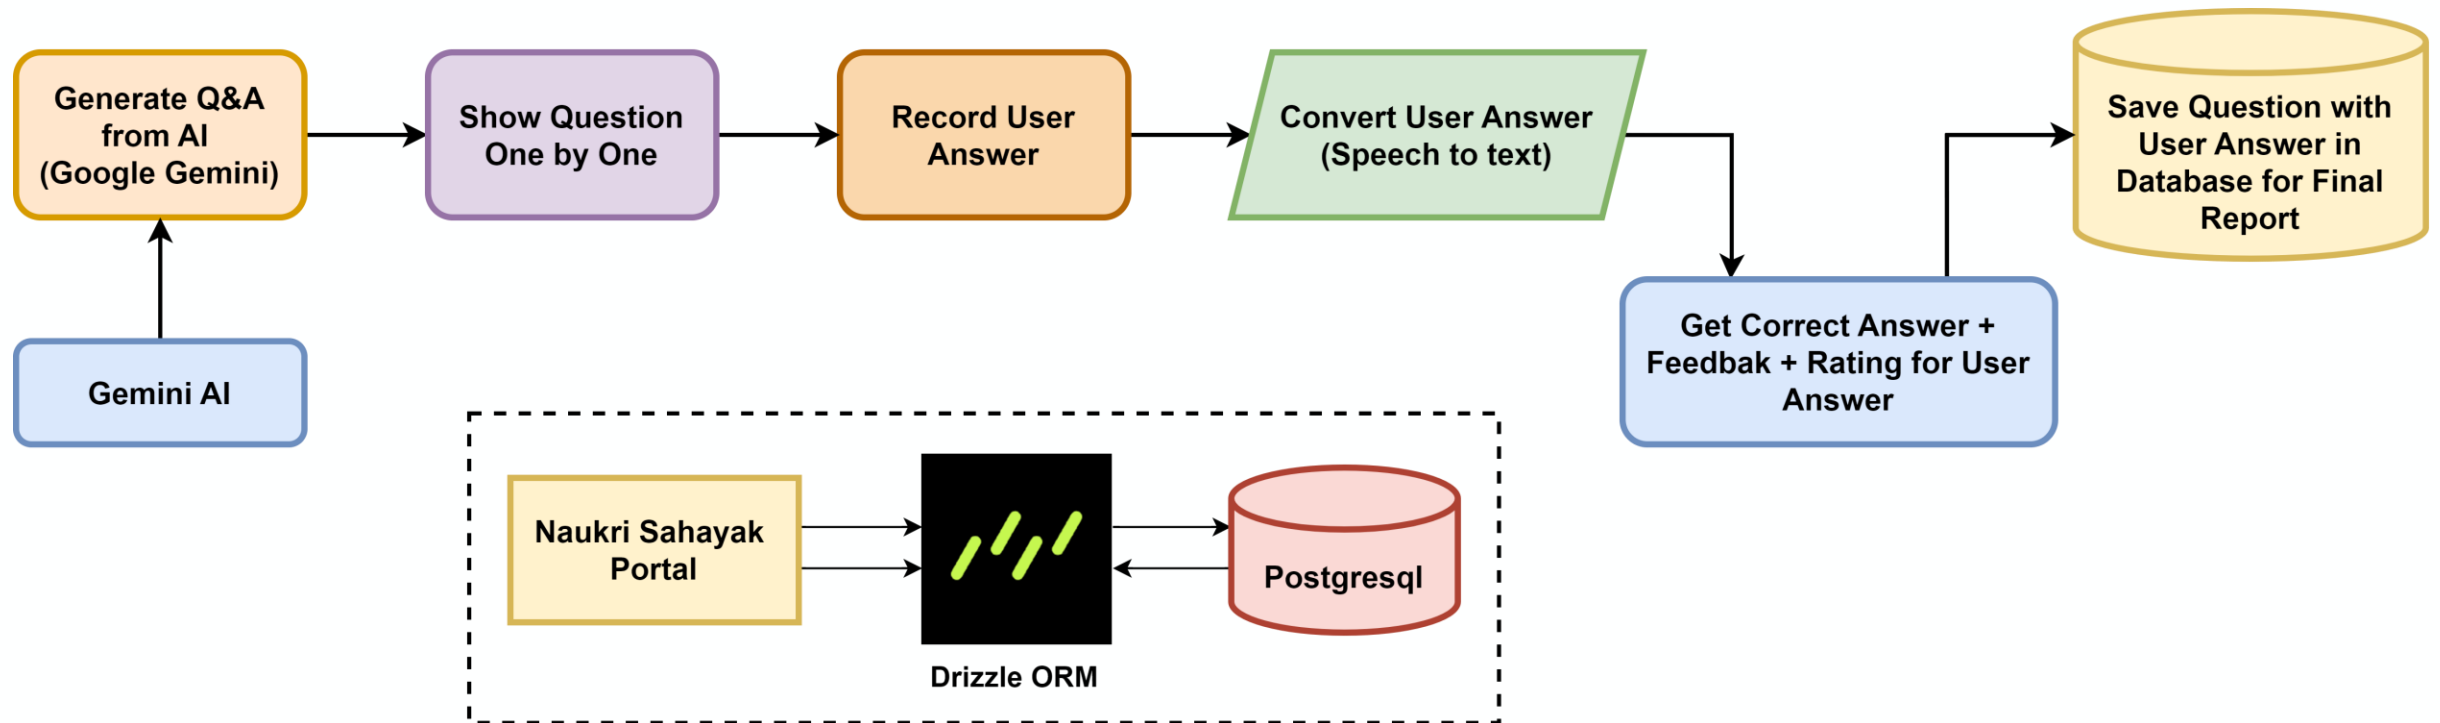 Generate Q&A
from AI
(Google Gemini)
Show Question
One by One
Record User
Answer
Convert User Answer
(Speech to text)
Save Question with
User Answer in
Database for Final
Report
Get Correct Answer +
Feedbak + Rating for User
Answer
Gemini AI
Naukri Sahayak
Portal
Drizzle ORM
Postgresql